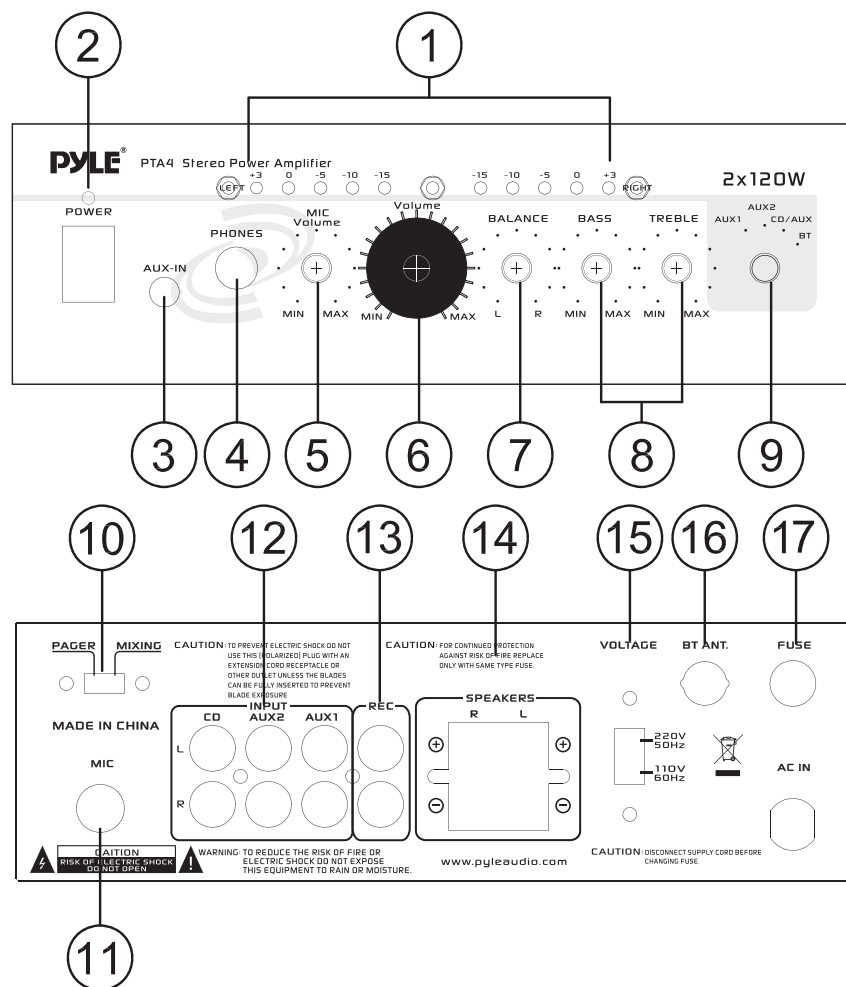 2
1
PYLE®
PTA4 Stereo Power Amplifier
+3 0 -5 -10 -15
-15 -10 -5 0 +3
LEFT
RIGHT
2x120W
POWER
PHONES
AUX-IN
MIC
Volume
MIN MAX
Volume
MIN MAX
BALANCE
L R
BASS
MIN MAX
TREBLE
MIN MAX
AUX2
AUX1 CD/AUX
BT
3 4 5 6 7 8 9
10 12 13 14 15 16 17
PAGER MIXING
CAUTION: TO PREVENT ELECTRIC SHOCK DO NOT
USE THIS (POLARIZED) PLUG WITH AN
EXTENSION CORD RECEPTACLE OR
OTHER OUTLET UNLESS THE BLADES
CAN BE FULLY INSERTED TO PREVENT
BLADE EXPOSURE
CAUTION: FOR CONTINUED PROTECTION
AGAINST RISK OF FIRE REPLACE
ONLY WITH SAME TYPE FUSE.
VOLTAGE
BT ANT.
FUSE
MADE IN CHINA
MIC
INPUT
CD AUX2 AUX1
L
R
REC
SPEAKERS
R L
+ +
− −
220V
50Hz
110V
60Hz
AC IN
CAITION
RISK OF ELECTRIC SHOCK
DO NOT OPEN
!
WARNING: TO REDUCE THE RISK OF FIRE OR
ELECTRIC SHOCK DO NOT EXPOSE
THIS EQUIPMENT TO RAIN OR MOISTURE.
www.pyleaudio.com
CAUTION: DISCONNECT SUPPLY CORD BEFORE
CHANGING FUSE.
11